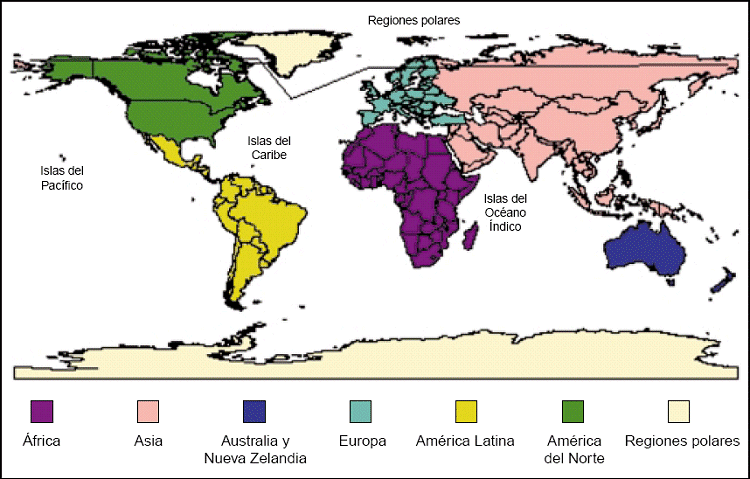 Regiones polares
Islas del
Caribe
Islas del
Pacífico
Islas del
Océano
Índico
África
Asia
Australia y
Nueva Zelandia
Europa
América Latina
América
del Norte
Regiones polares